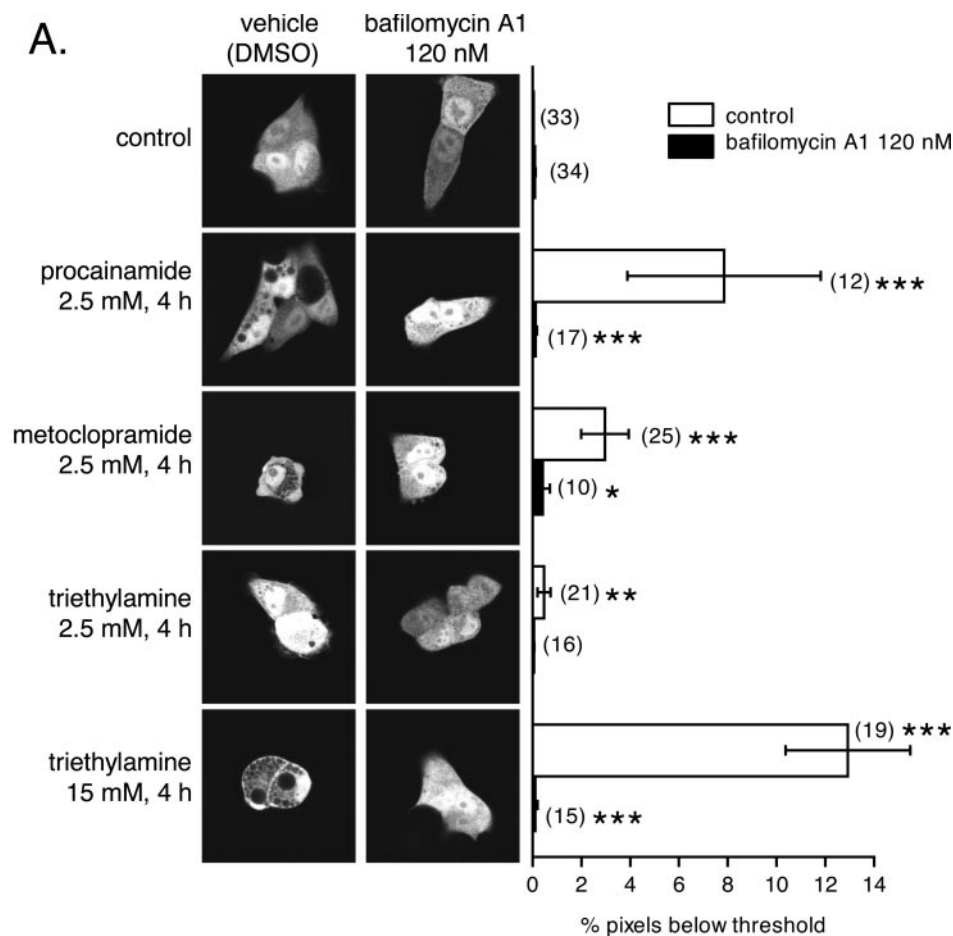 A.
vehicle
(DMSO)
bafilomycin A1
120 nM
control
bafilomycin A1 120 nM
control
(33)
(34)
procainamide
2.5 mM, 4 h
(12) ***
(17) ***
metoclopramide
2.5 mM, 4 h
(25) ***
(10) *
triethylamine
2.5 mM, 4 h
(21) **
(16)
triethylamine
15 mM, 4 h
(19) ***
(15) ***
0 2 4 6 8 10 12 14
% pixels below threshold